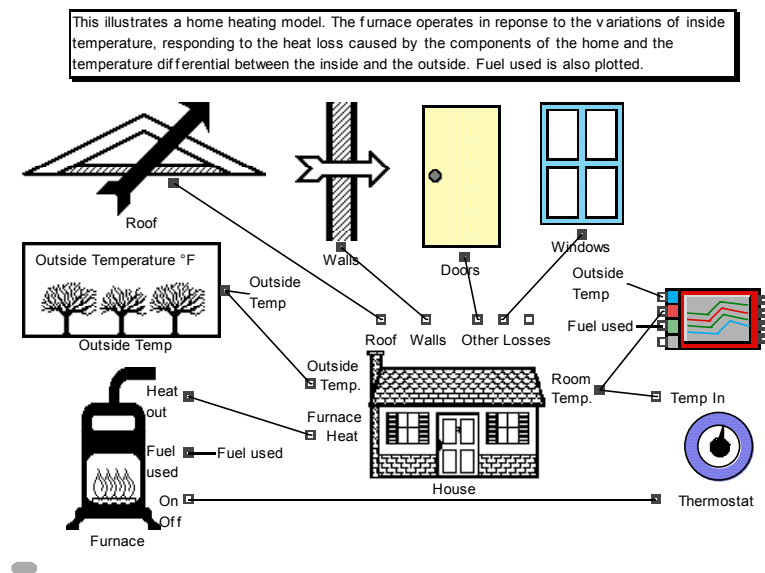 This illustrates a home heating model. The furnace operates in reponse to the variations of inside
temperature, responding to the heat loss caused by the components of the home and the
temperature differential between the inside and the outside. Fuel used is also plotted.
Roof
Walls
Doors
Windows
Outside Temperature °F
Outside
Temp
Outside Temp
Outside
Temp
Fuel used
Roof
Walls
Other Losses
Outside
Temp.
Furnace
Heat
Room
Temp.
Temp In
Heat
out
Fuel
used
Fuel used
On
Off
Furnace
House
Thermostat